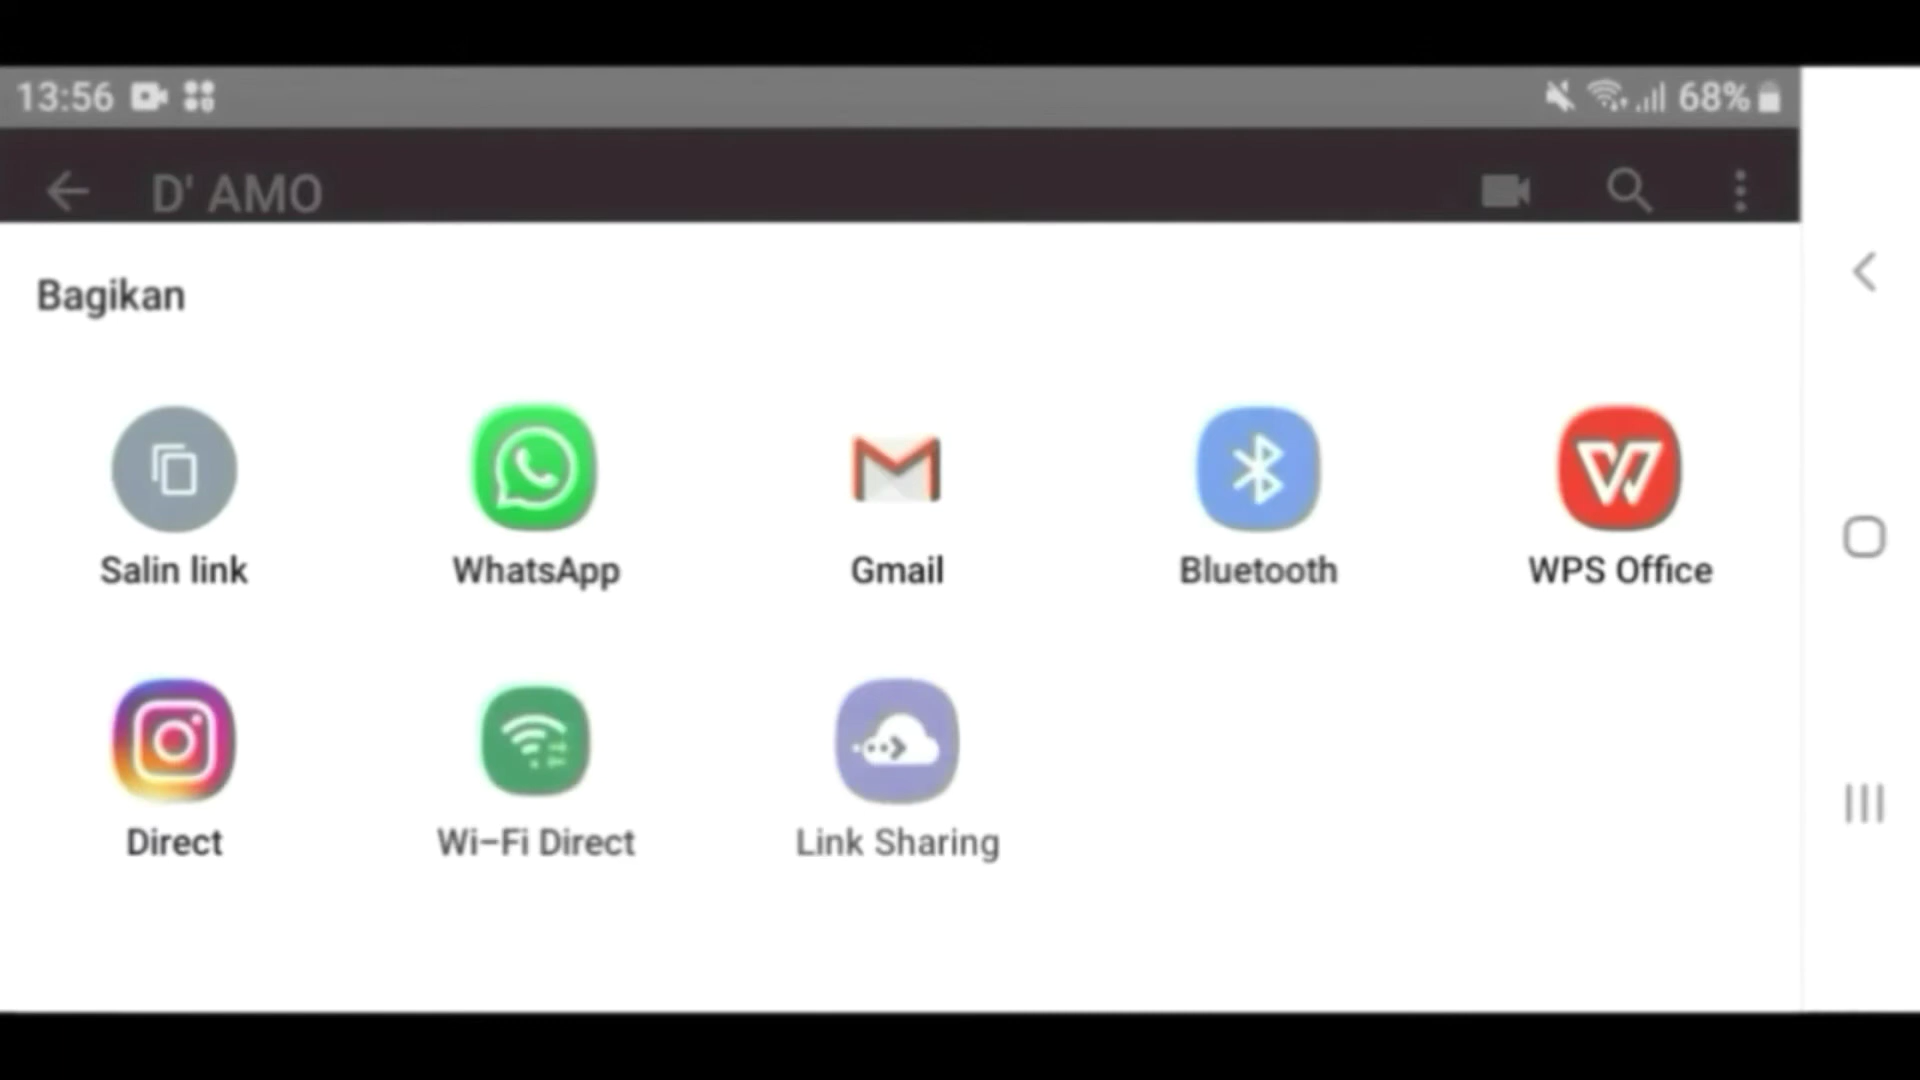 13:56 68%
D' AMO
Bagikan
Salin link WhatsApp Gmail Bluetooth WPS Office
Direct Wi-Fi Direct Link Sharing